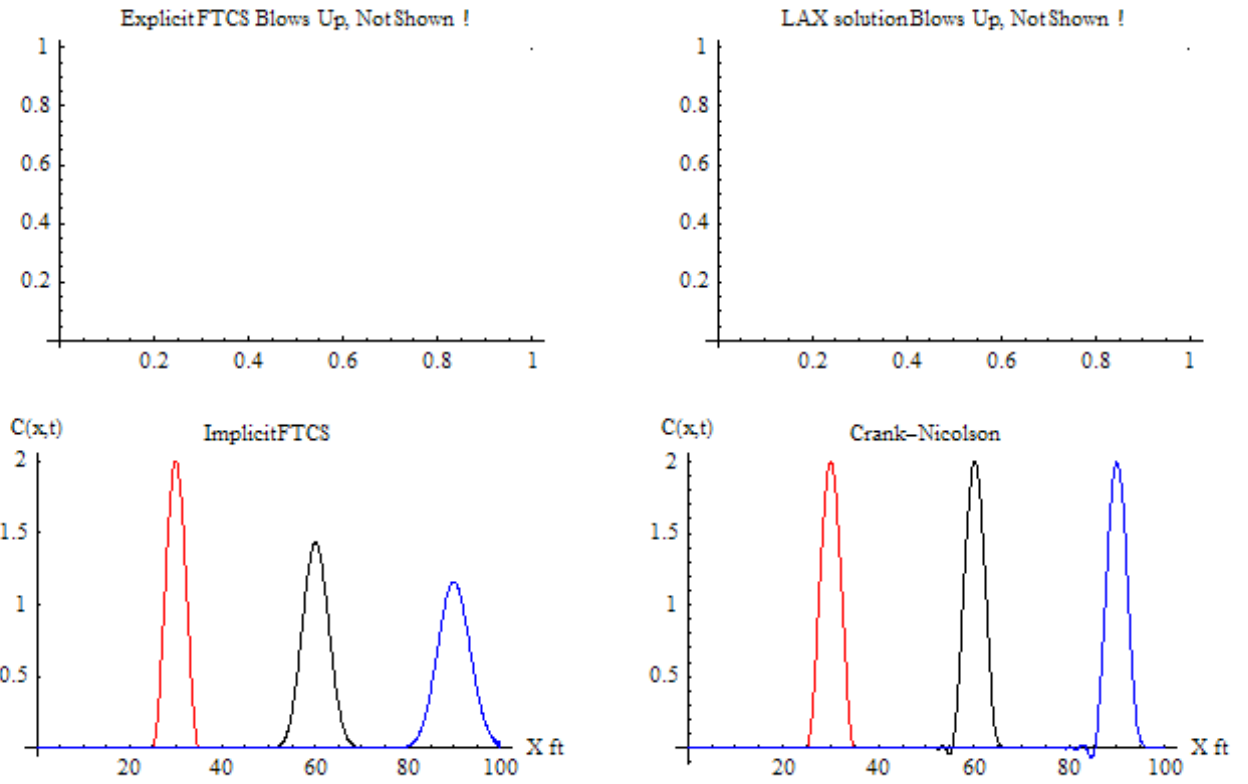 Explicit FTCS Blows Up, Not Shown !
1
0.8
0.6
0.4
0.2
0.2 0.4 0.6 0.8 1
LAX solution Blows Up, Not Shown !
1
0.8
0.6
0.4
0.2
0.2 0.4 0.6 0.8 1
C(x,t)
Implicit FTCS
2
1.5
1
0.5
20 40 60 80 100
X ft
C(x,t)
Crank-Nicolson
2
1.5
1
0.5
20 40 60 80 100
X ft